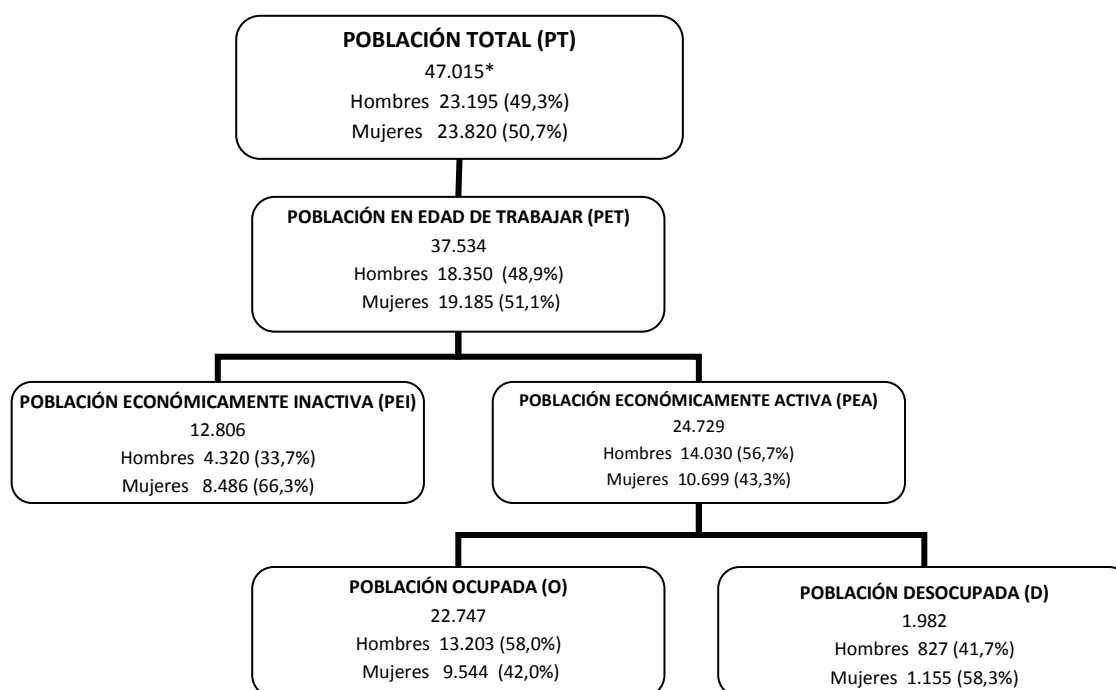 POBLACIÓN TOTAL (PT)
47.015*
Hombres 23.195 (49,3%)
Mujeres 23.820 (50,7%)
POBLACIÓN EN EDAD DE TRABAJAR (PET)
37.534
Hombres 18.350 (48,9%)
Mujeres 19.185 (51,1%)
POBLACIÓN ECONÓMICAMENTE INACTIVA (PEI)
12.806
Hombres 4.320 (33,7%)
Mujeres 8.486 (66,3%)
POBLACIÓN ECONÓMICAMENTE ACTIVA (PEA)
24.729
Hombres 14.030 (56,7%)
Mujeres 10.699 (43,3%)
POBLACIÓN OCUPADA (O)
22.747
Hombres 13.203 (58,0%)
Mujeres 9.544 (42,0%)
POBLACIÓN DESOCUPADA (D)
1.982
Hombres 827 (41,7%)
Mujeres 1.155 (58,3%)